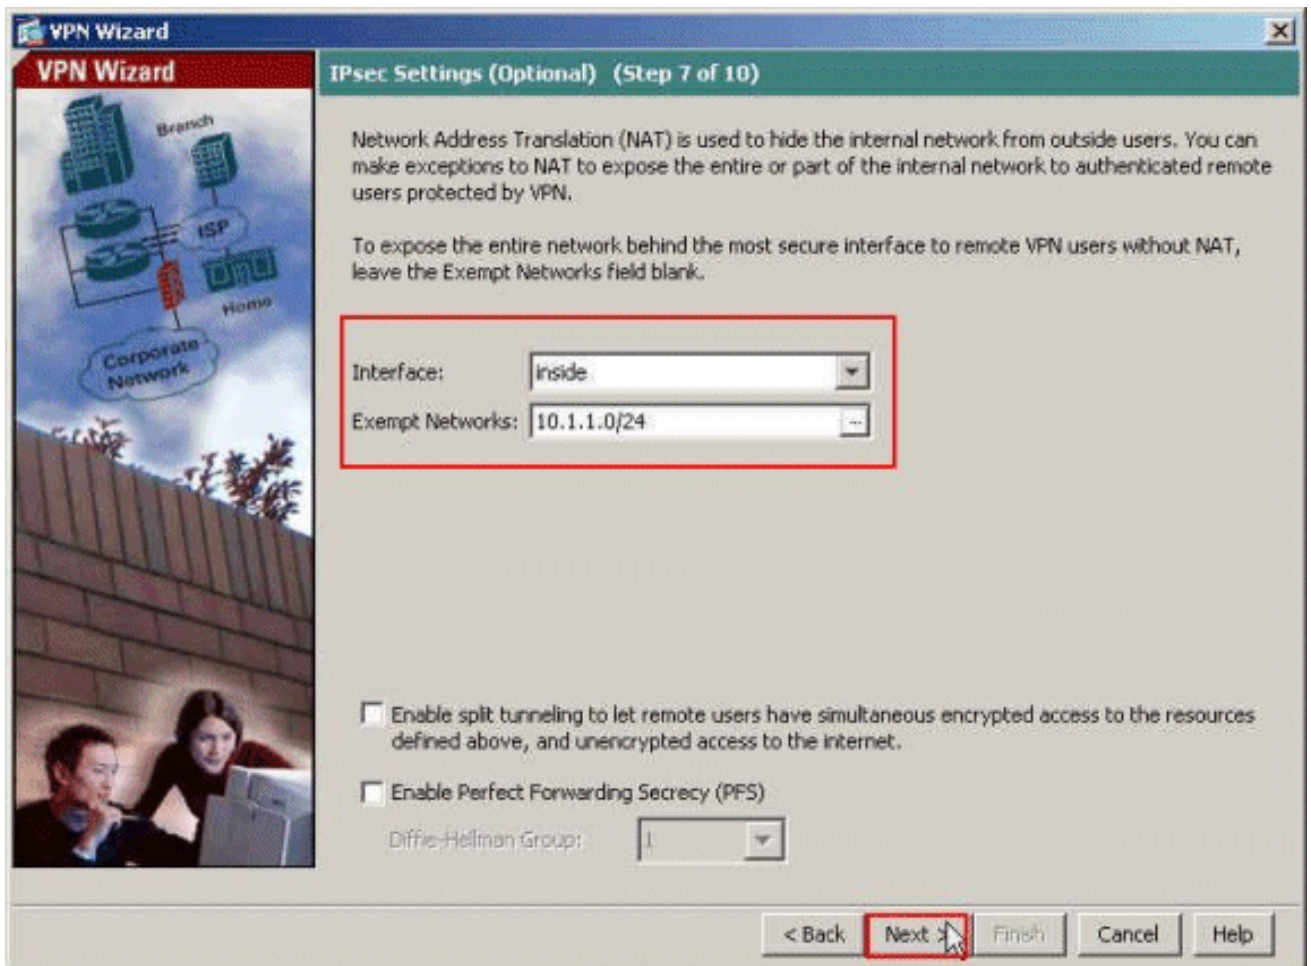 VPN Wizard
VPN Wizard
IPsec Settings (Optional) (Step 7 of 10)
Branch
ISP
Home
Corporate
Network
Network Address Translation (NAT) is used to hide the internal network from outside users. You can
make exceptions to NAT to expose the entire or part of the internal network to authenticated remote
users protected by VPN.
To expose the entire network behind the most secure interface to remote VPN users without NAT,
leave the Exempt Networks field blank.
Interface: inside
Exempt Networks: 10.1.1.0/24 ...
Enable split tunneling to let remote users have simultaneous encrypted access to the resources
defined above, and unencrypted access to the internet.
Enable Perfect Forwarding Secrecy (PFS)
Diffie-Hellman Group: 1
< Back Next > Finish Cancel Help